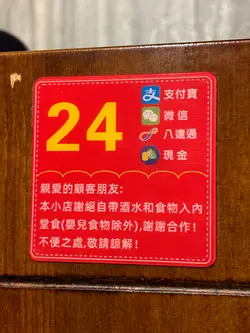 24
支付寶
微信
八達通
現金
親愛的顧客朋友:
本小店謝絕自帶酒水和食物入內
堂食(嬰兒食物除外),謝謝合作!
不便之處,敬請諒解!